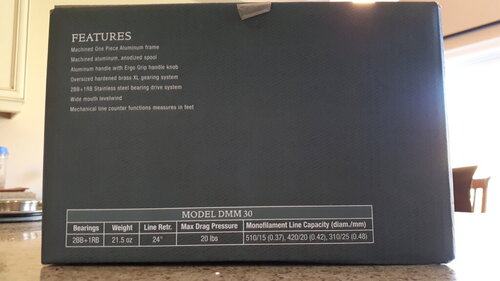 FEATURES
Machined One Piece Aluminum frame
Machined aluminum, anodized spool
Aluminum handle with Ergo Grip handle knob
Oversized hardened brass XL gearing system
2BB+1RB Stainless steel bearing drive system
Wide mouth levelwind
Mechanical line counter functions measures in feet
MODEL DMM 30
Bearings Weight Line Retr. Max Drag Pressure Monofilament Line Capacity (diam./mm)
2BB+1RB 21.5 oz 24" 20 lbs 510/15 (0.37), 420/20 (0.42), 310/25 (0.48)